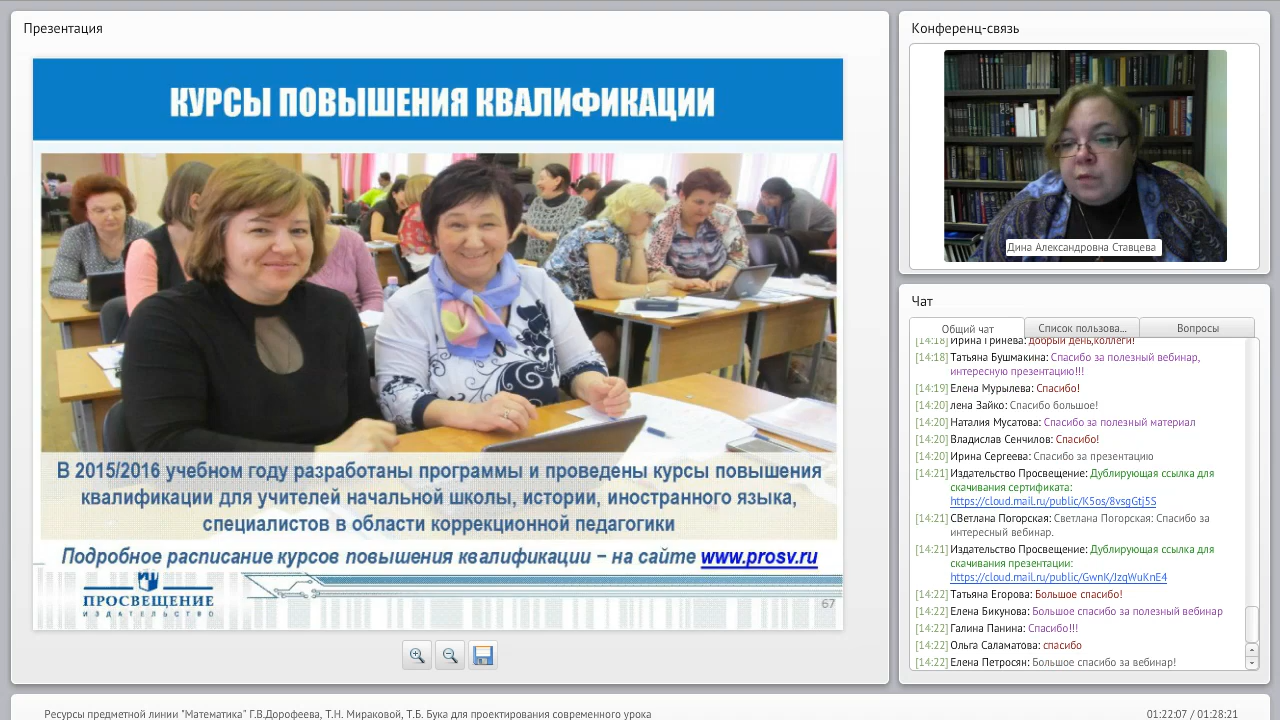 Презентация
КУРСЫ ПОВЫШЕНИЯ КВАЛИФИКАЦИИ
В 2015/2016 учебном году разработаны программы и проведены курсы повышения
квалификации для учителей начальной школы, истории, иностранного языка,
специалистов в области коррекционной педагогики
Подробное расписание курсов повышения квалификации – на сайте www.prosv.ru
ПРОСВЕЩЕНИЕ
ИЗДАТЕЛЬСТВО
67
Конференц-связь
Дина Александровна Ставцева
Чат
Общий чат
Список пользова...
Вопросы
[14:18] Ирина Гринева: добрый день,коллеги!
[14:18] Татьяна Бушмакина: Спасибо за полезный вебинар,
интересную презентацию!!!
[14:19] Елена Мурылева: Спасибо!
[14:20] лена Зайко: Спасибо большое!
[14:20] Наталия Мусатова: Спасибо за полезный материал
[14:20] Владислав Сенчилов: Спасибо!
[14:20] Ирина Сергеева: Спасибо за презентацию
[14:21] Издательство Просвещение: Дублирующая ссылка для
скачивания сертификата:
https://cloud.mail.ru/public/K5os/8vsgGtj5S
[14:21] СВетлана Погорская: Светлана Погорская: Спасибо за
интересный вебинар.
[14:21] Издательство Просвещение: Дублирующая ссылка для
скачивания презентации:
https://cloud.mail.ru/public/GwnK/JzqWuKnE4
[14:22] Татьяна Егорова: Большое спасибо!
[14:22] Елена Бикунова: Большое спасибо за полезный вебинар
[14:22] Галина Панина: Спасибо!!!
[14:22] Ольга Саламатова: спасибо
[14:22] Елена Петросян: Большое спасибо за вебинар!
Ресурсы предметной линии "Математика" Г.В.Дорофеева, Т.Н. Мираковой, Т.Б. Бука для проектирования современного урока
01:22:07 / 01:28:21